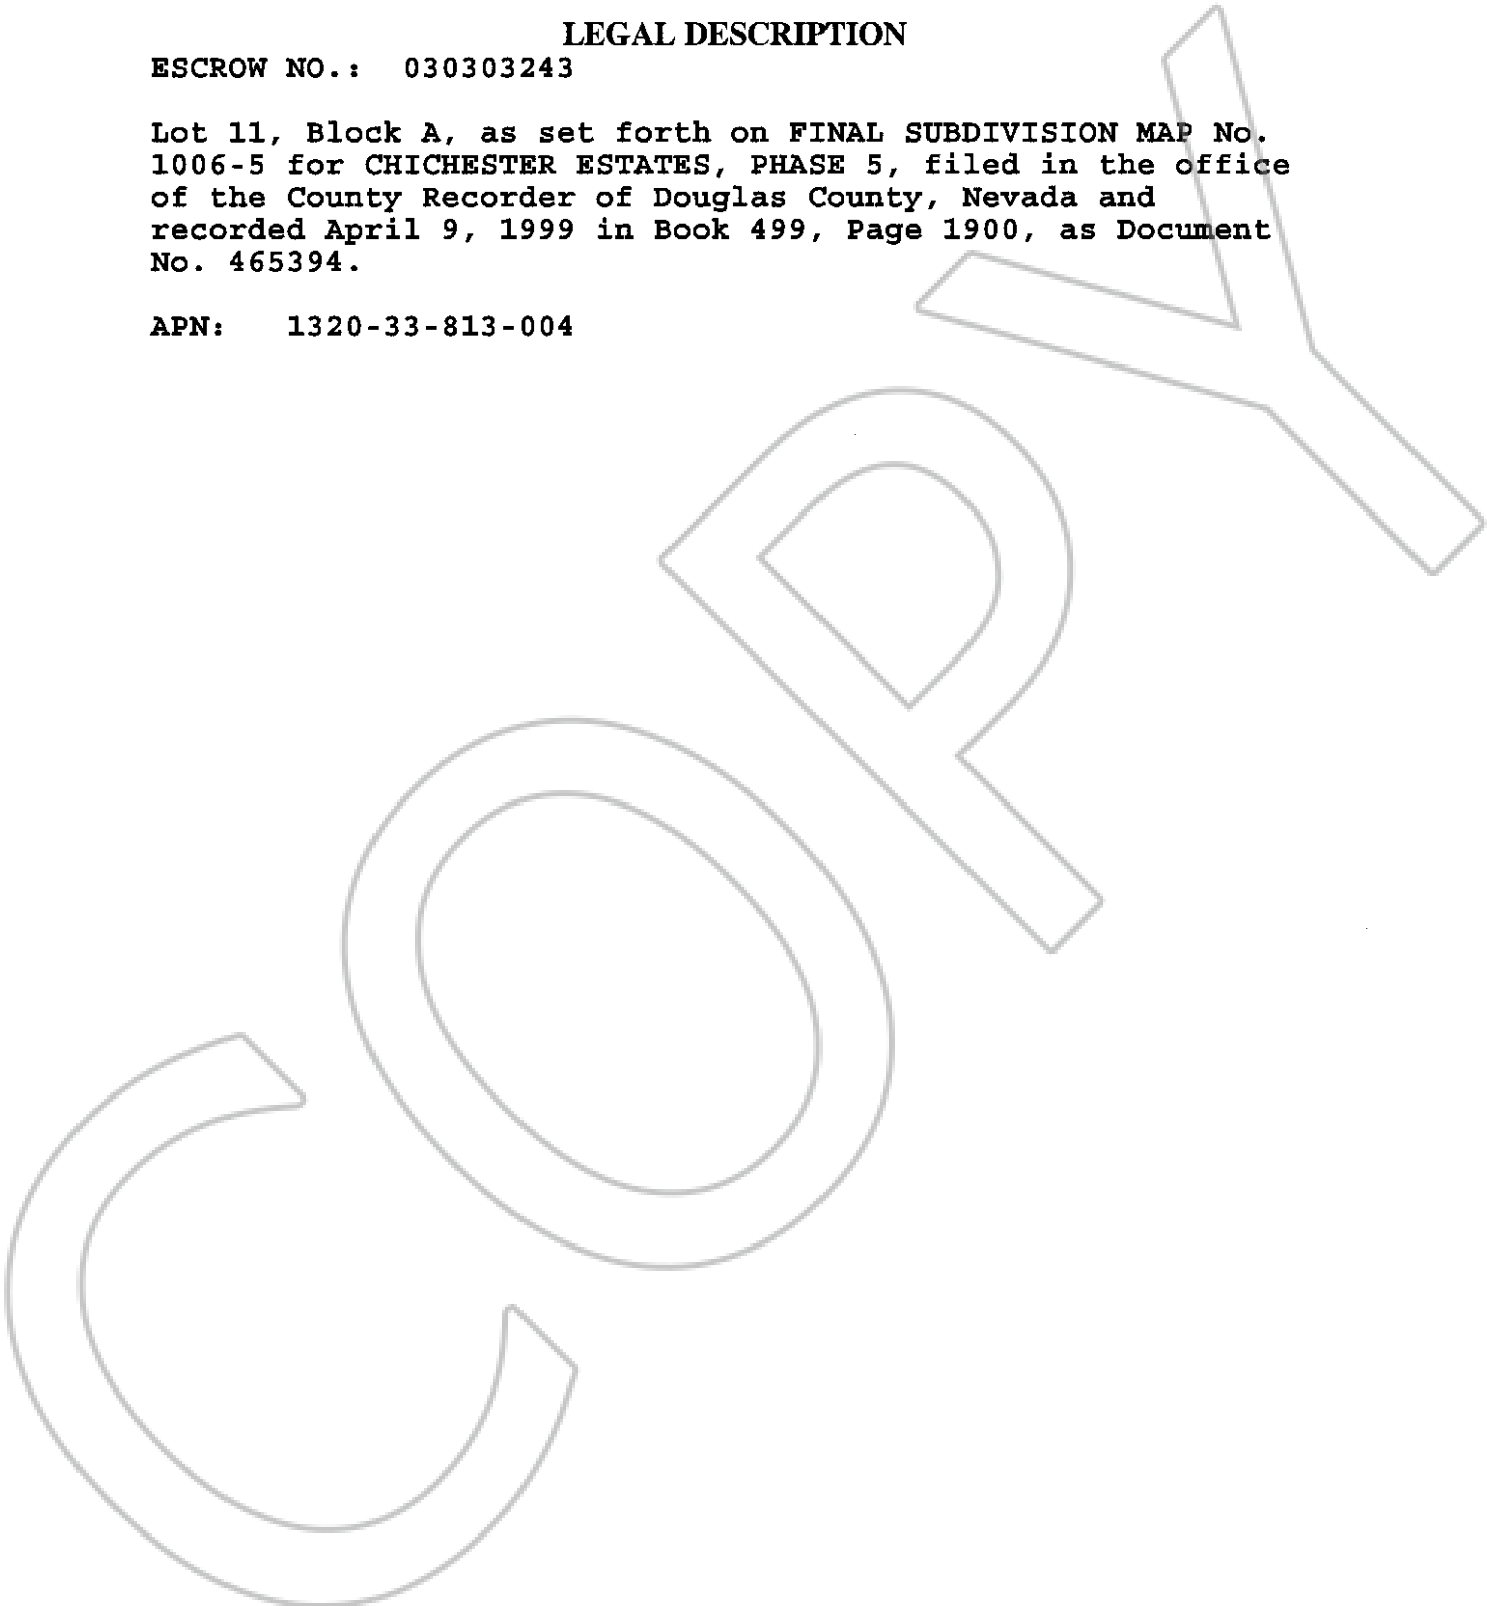 LEGAL DESCRIPTION
ESCROW NO.: 030303243
Lot 11, Block A, as set forth on FINAL SUBDIVISION MAP No.
1006-5 for CHICHESTER ESTATES, PHASE 5, filed in the office
of the County Recorder of Douglas County, Nevada and
recorded April 9, 1999 in Book 499, Page 1900, as Document
No. 465394.
APN: 1320-33-813-004
COPY